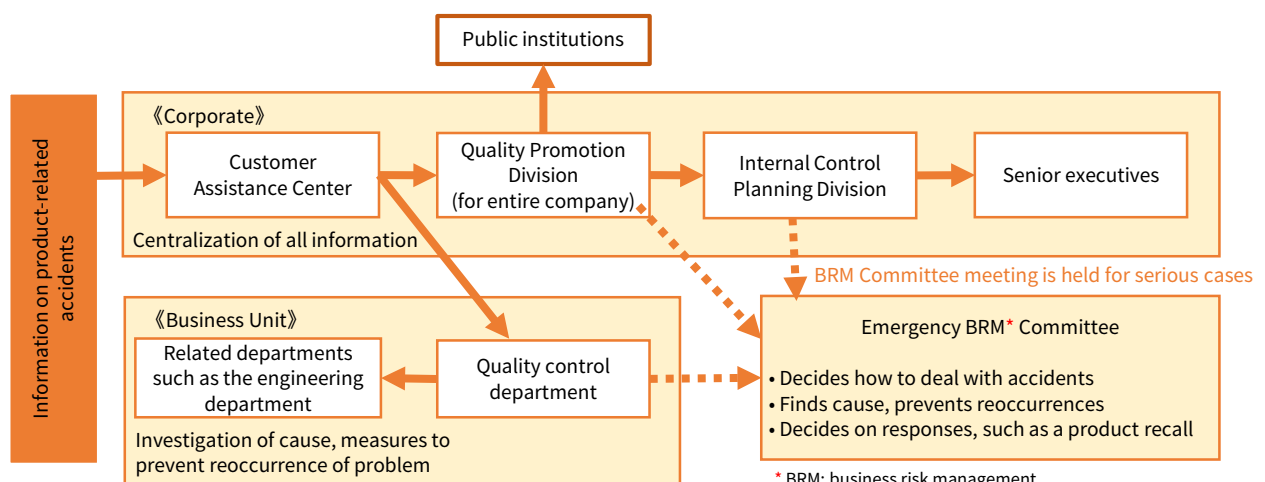 Public institutions
Information on product-related
accidents
《Corporate》
Customer
Assistance Center
Quality Promotion
Division
(for entire company)
Internal Control
Planning Division
Senior executives
Centralization of all information
BRM Committee meeting is held for serious cases
《Business Unit》
Related departments
such as the engineering
department
Quality control
department
Investigation of cause, measures to
prevent reoccurrence of problem
Emergency BRM* Committee
• Decides how to deal with accidents
• Finds cause, prevents reoccurrences
• Decides on responses, such as a product recall
* BRM: business risk management